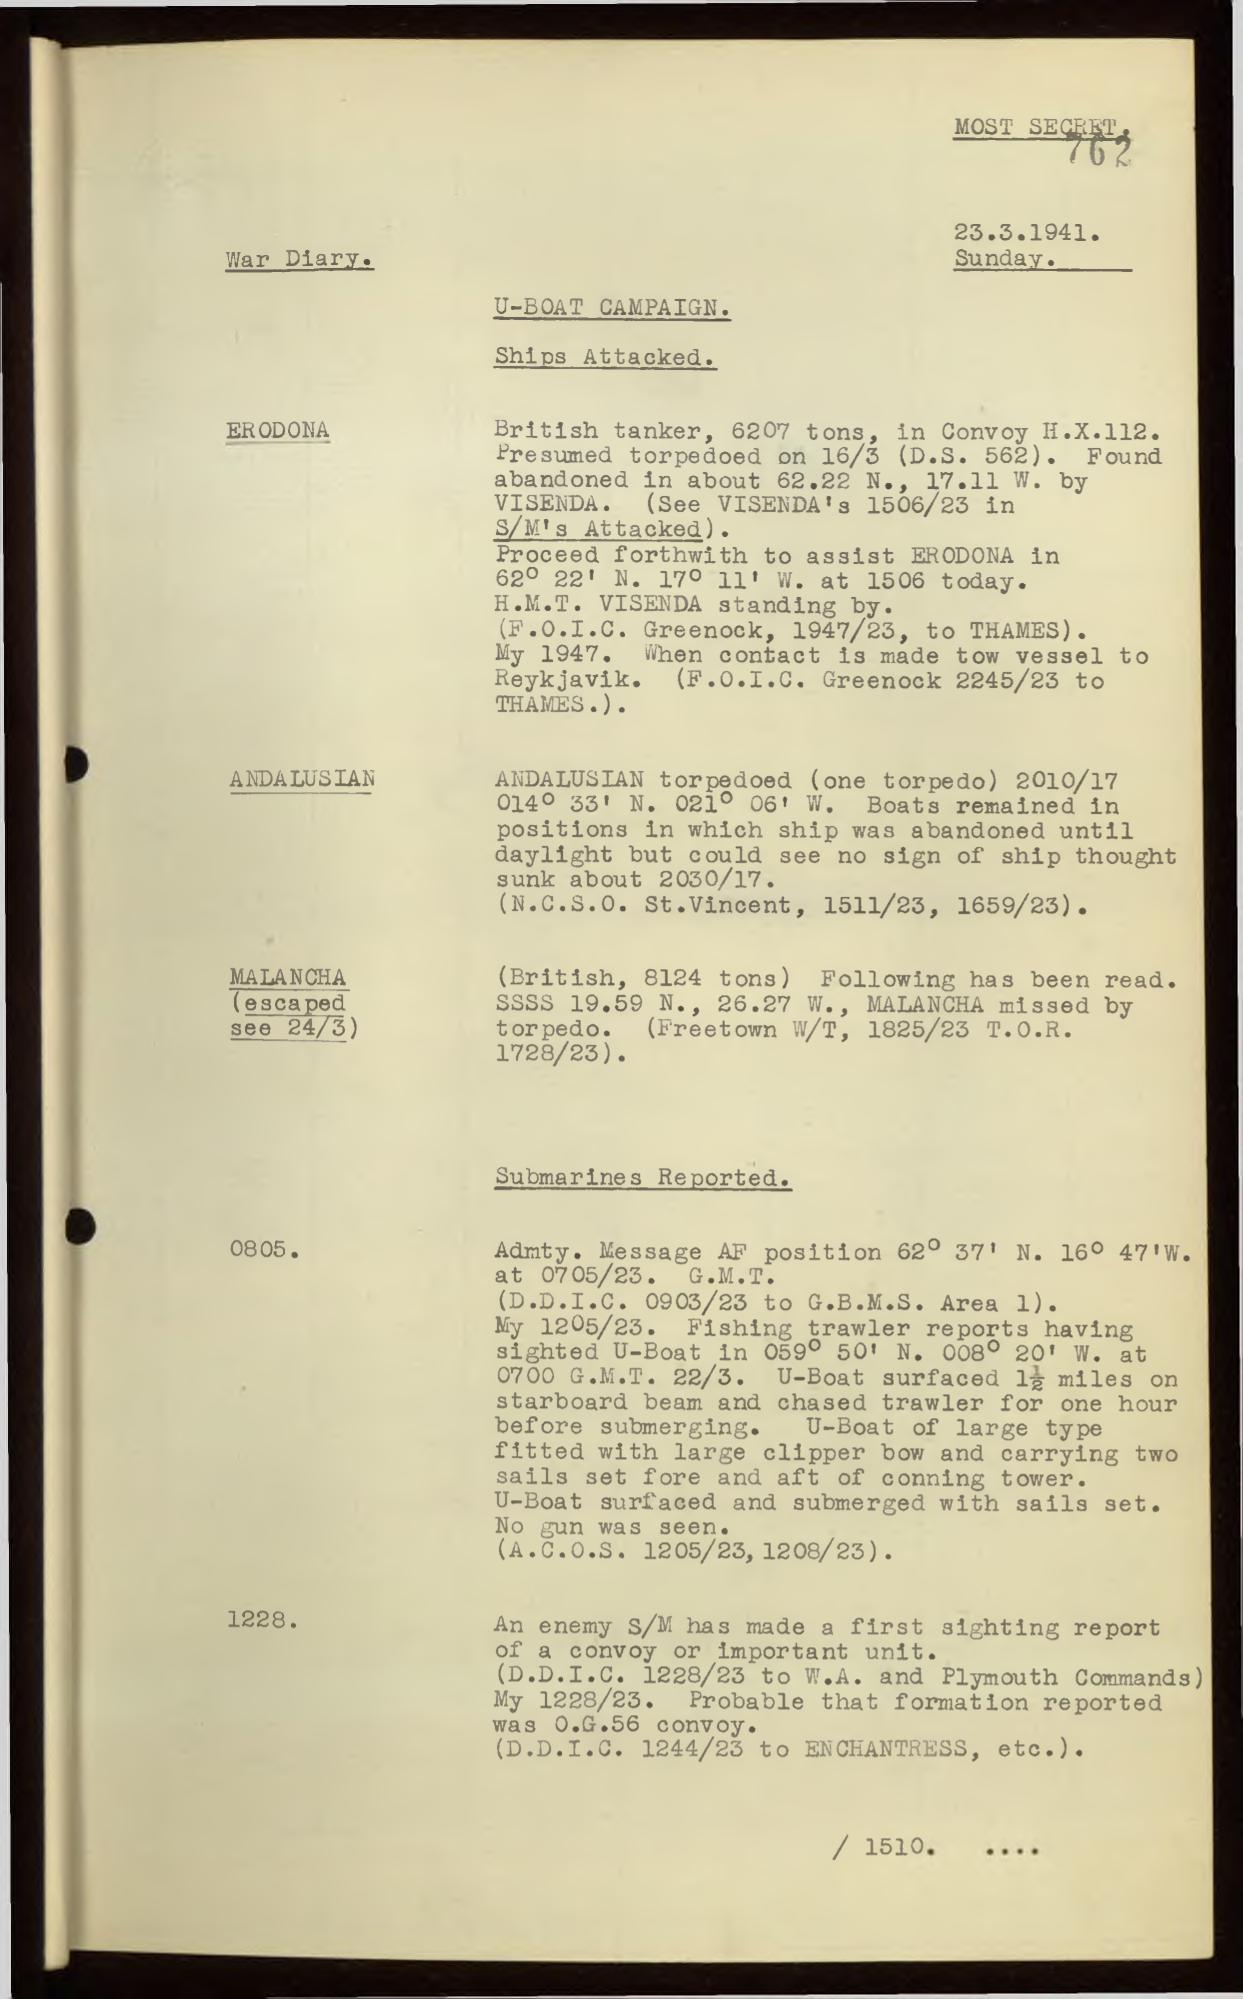 MOST SECRET.
762
23.3.1941.
War Diary.
Sunday.
U-BOAT CAMPAIGN.
Ships Attacked.
ERODONA
British tanker, 6207 tons, in Convoy H.X.112.
Presumed torpedoed on 16/3 (D.S. 562). Found
abandoned in about 62.22 N., 17.11 W. by
VISENDA. (See VISENDA's 1506/23 in
S/M's Attacked).
Proceed forthwith to assist ERODONA in
62° 22' N. 17° 11' W. at 1506 today.
H.M.T. VISENDA standing by.
(F.O.I.C. Greenock, 1947/23, to THAMES).
My 1947. When contact is made tow vessel to
Reykjavik. (F.O.I.C. Greenock 2245/23 to
THAMES.).
ANDALUSIAN
ANDALUSIAN torpedoed (one torpedo) 2010/17
014° 33' N. 021° 06' W. Boats remained in
positions in which ship was abandoned until
daylight but could see no sign of ship thought
sunk about 2030/17.
(N.C.S.O. St.Vincent, 1511/23, 1659/23).
MALANCHA
(escaped
see 24/3)
(British, 8124 tons) Following has been read.
SSSS 19.59 N., 26.27 W., MALANCHA missed by
torpedo. (Freetown W/T, 1825/23 T.O.R.
1728/23).
Submarines Reported.
0805.
Admty. Message AF position 62° 37' N. 16° 47'W.
at 0705/23. G.M.T.
(D.D.I.C. 0903/23 to G.B.M.S. Area 1).
My 1205/23. Fishing trawler reports having
sighted U-Boat in 059° 50' N. 008° 20' W. at
0700 G.M.T. 22/3. U-Boat surfaced 1½ miles on
starboard beam and chased trawler for one hour
before submerging. U-Boat of large type
fitted with large clipper bow and carrying two
sails set fore and aft of conning tower.
U-Boat surfaced and submerged with sails set.
No gun was seen.
(A.C.O.S. 1205/23, 1208/23).
1228.
An enemy S/M has made a first sighting report
of a convoy or important unit.
(D.D.I.C. 1228/23 to W.A. and Plymouth Commands)
My 1228/23. Probable that formation reported
was O.G.56 convoy.
(D.D.I.C. 1244/23 to ENCHANTRESS, etc.).
/ 1510. ....